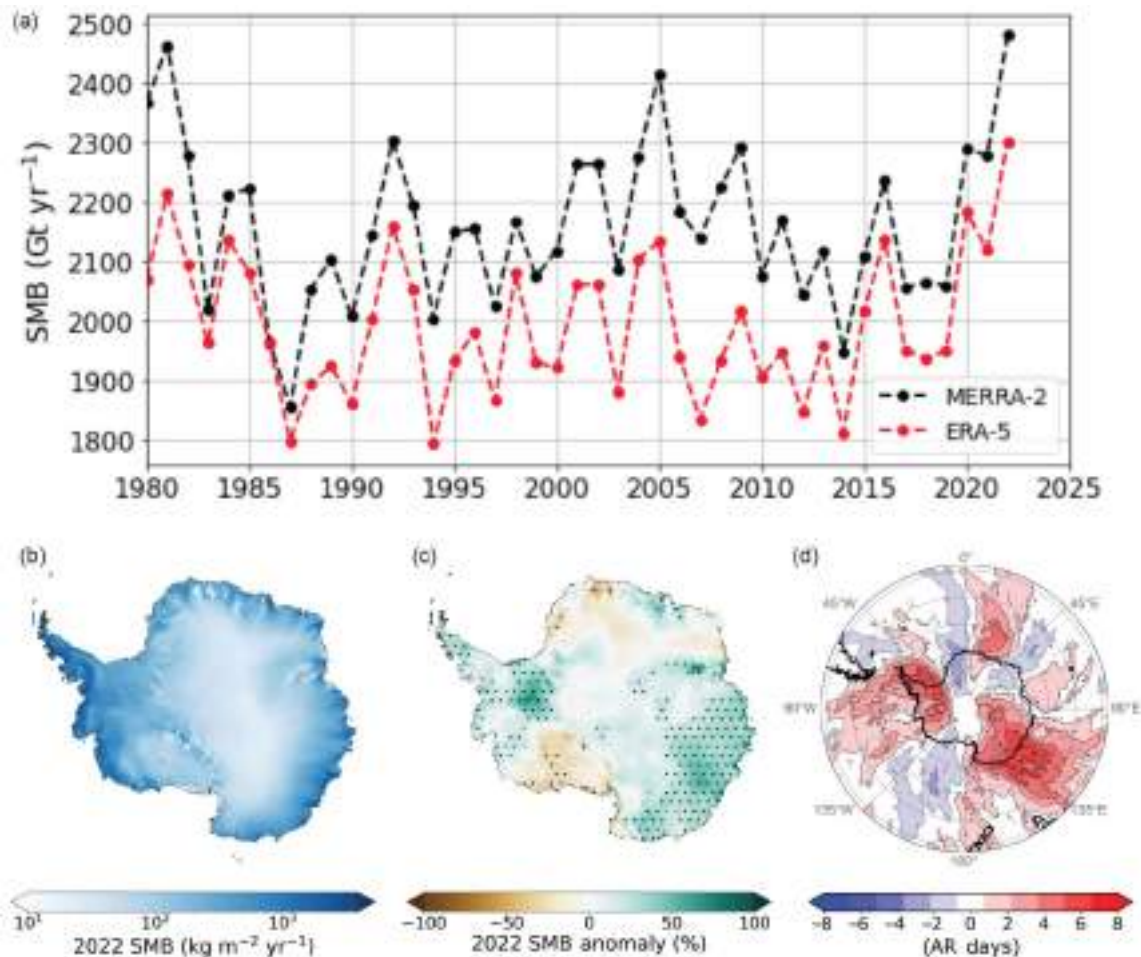 (a)
2500
2400
2300
2200
2100
2000
1900
1800
SMB (Gt yr⁻¹)
MERRA-2
ERA-5
1980 1985 1990 1995 2000 2005 2010 2015 2020 2025
(b) (c) (d)
0°
45°W 45°E
90°W 90°E
135°W 135°E
180°
10¹ 10² 10³
2022 SMB (kg m⁻² yr⁻¹)
−100 −50 0 50 100
2022 SMB anomaly (%)
−8 −6 −4 −2 0 2 4 6 8
(AR days)